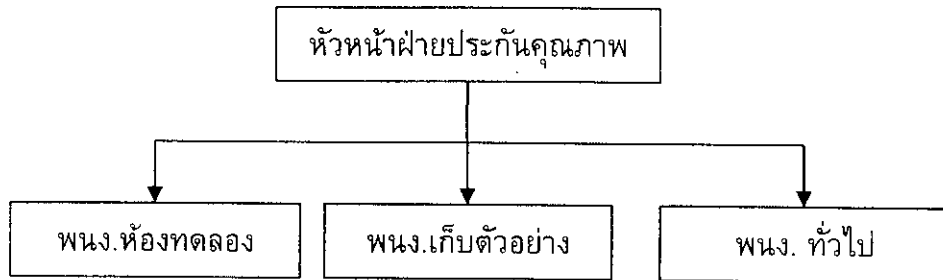 หัวหน้าฝ่ายประกันคุณภาพ
พนง.ห้องทดลอง
พนง.เก็บตัวอย่าง
พนง. ทั่วไป